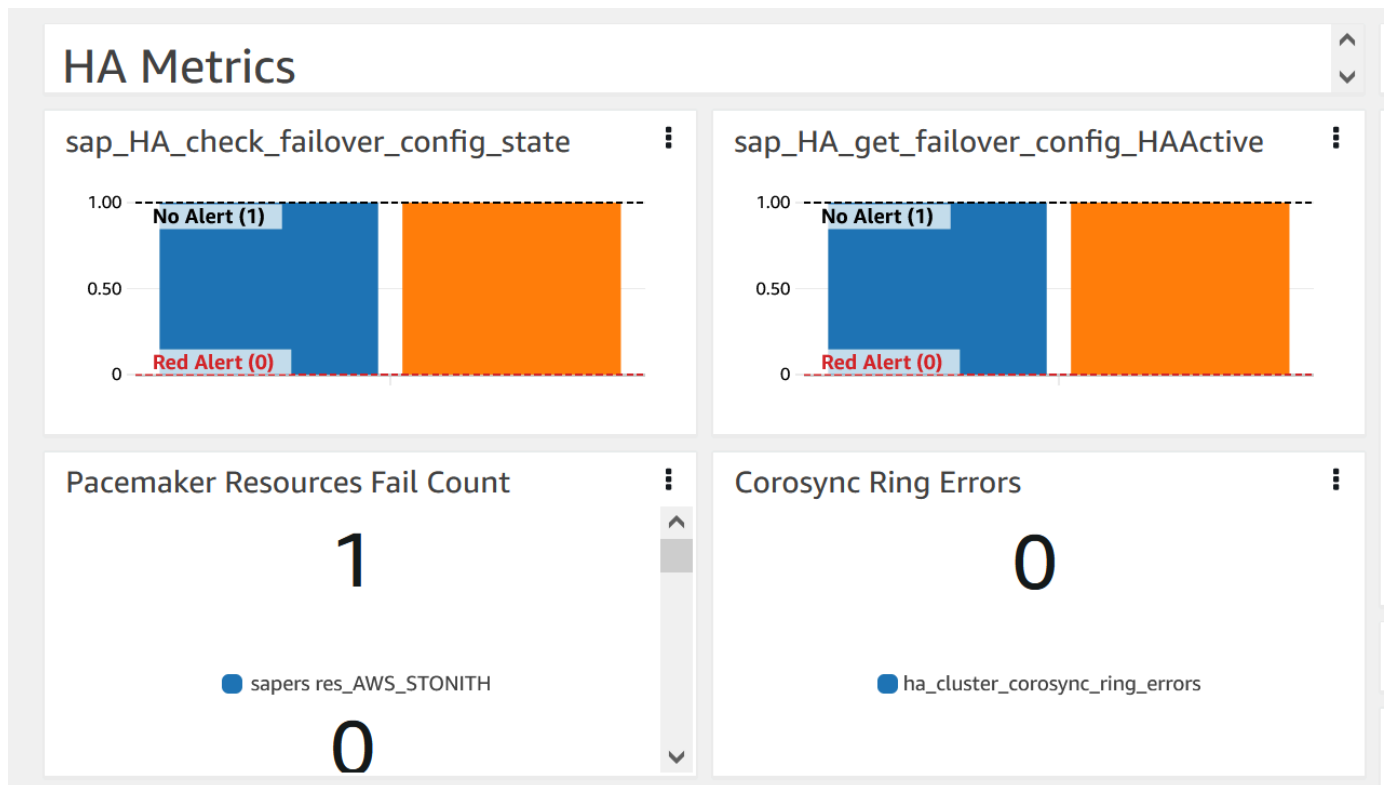 HA Metrics
sap_HA_check_failover_config_state
1.00
No Alert (1)
0.50
Red Alert (0)
0
sap_HA_get_failover_config_HAActive
1.00
No Alert (1)
0.50
Red Alert (0)
0
Pacemaker Resources Fail Count
1
sapers res_AWS_STONITH
0
Corosync Ring Errors
0
ha_cluster_corosync_ring_errors